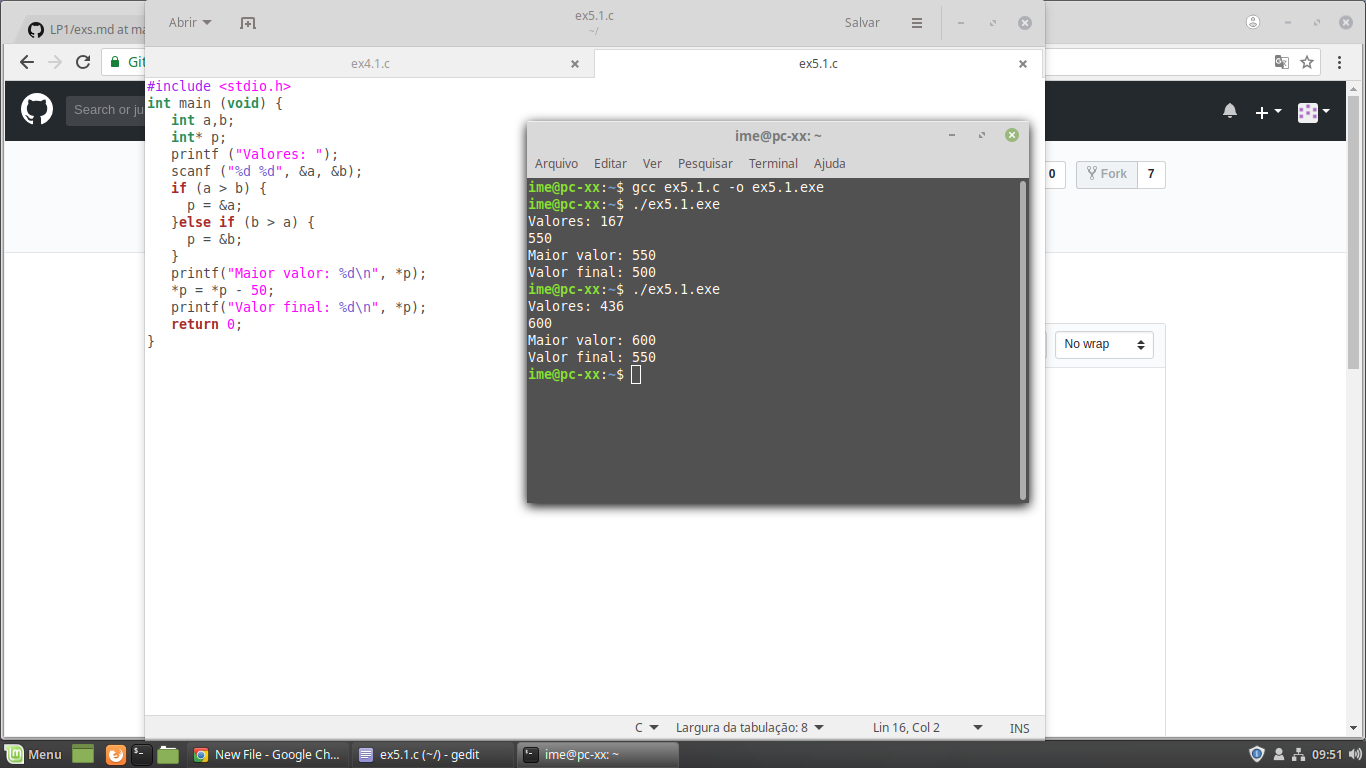 LP1/exs.md at ma
Abrir
ex5.1.c
~/
Salvar
Git
ex4.1.c
ex5.1.c
Search or ju
#include <stdio.h>
int main (void) {
int a,b;
int* p;
printf ("Valores: ");
scanf ("%d %d", &a, &b);
if (a > b) {
p = &a;
}else if (b > a) {
p = &b;
}
printf("Maior valor: %d\n", *p);
*p = *p - 50;
printf("Valor final: %d\n", *p);
return 0;
}
ime@pc-xx: ~
Arquivo Editar Ver Pesquisar Terminal Ajuda
ime@pc-xx:~$ gcc ex5.1.c -o ex5.1.exe
ime@pc-xx:~$ ./ex5.1.exe
Valores: 167
550
Maior valor: 550
Valor final: 500
ime@pc-xx:~$ ./ex5.1.exe
Valores: 436
600
Maior valor: 600
Valor final: 550
ime@pc-xx:~$
0 Fork 7
No wrap
C Largura da tabulação: 8 Lin 16, Col 2 INS
Menu New File - Google Ch... ex5.1.c (~/) - gedit ime@pc-xx: ~ 09:51